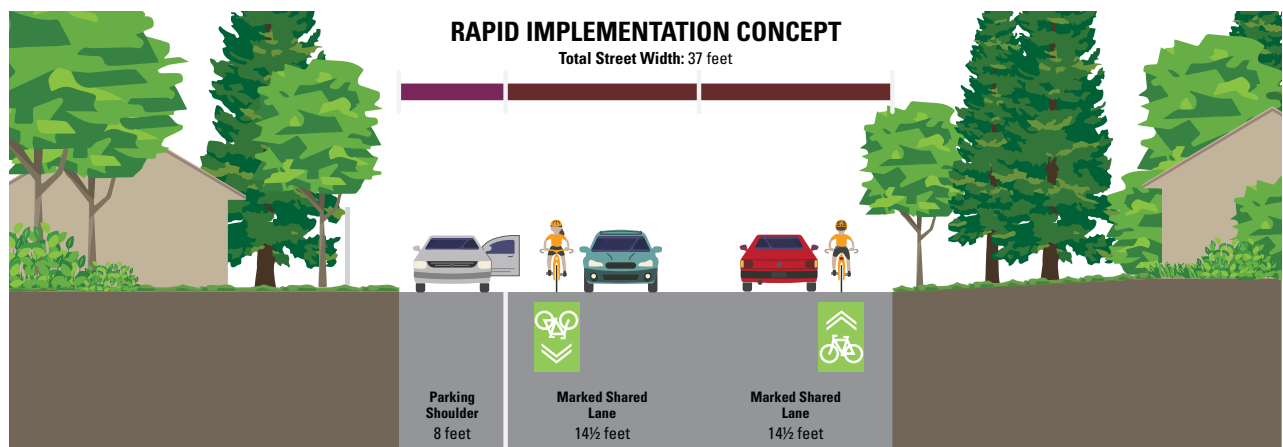 RAPID IMPLEMENTATION CONCEPT
Total Street Width: 37 feet
Parking
Shoulder
8 feet
Marked Shared
Lane
14½ feet
Marked Shared
Lane
14½ feet